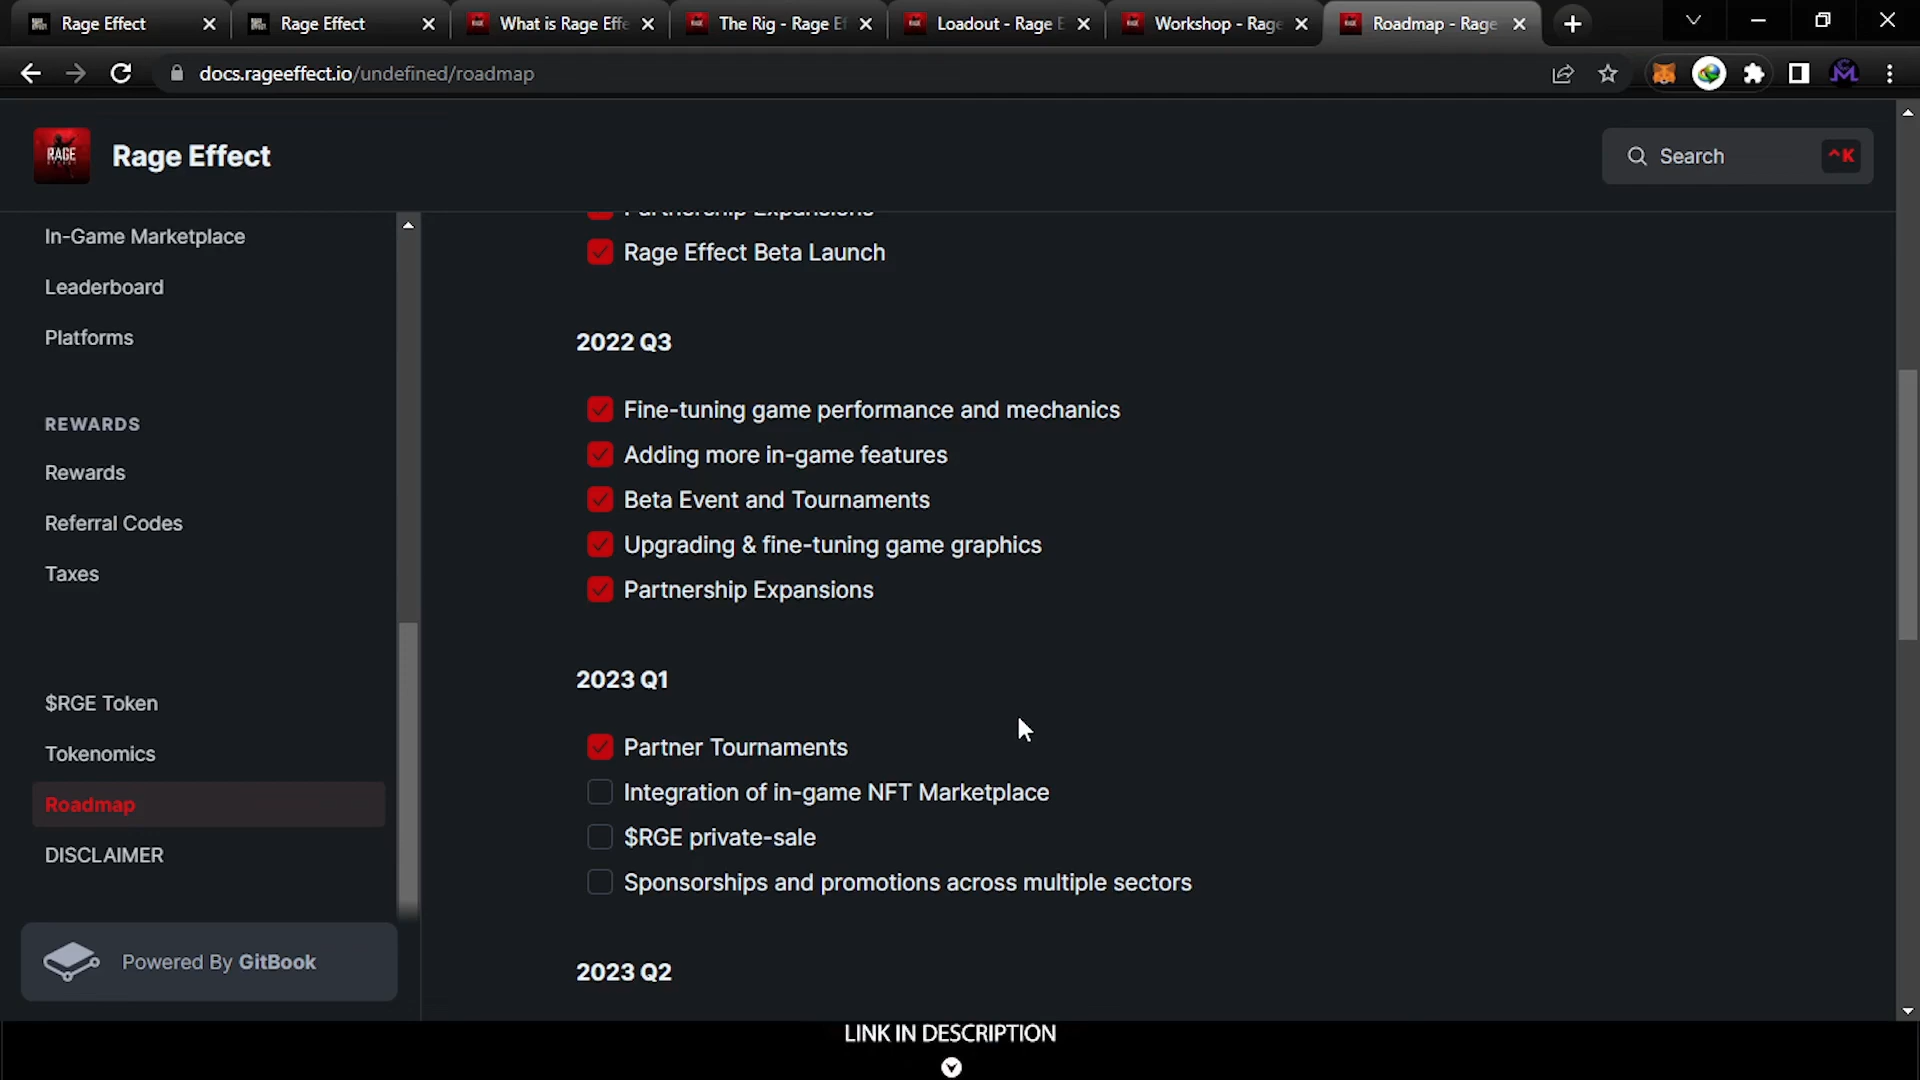 Rage Effect
Rage Effect
What is Rage Effe
The Rig - Rage Ef
Loadout - Rage E
Workshop - Rage
Roadmap - Rage
docs.rageeffect.io/undefined/roadmap
RAGE
Rage Effect
Search
^K
In-Game Marketplace
Leaderboard
Platforms
REWARDS
Rewards
Referral Codes
Taxes
$RGE Token
Tokenomics
Roadmap
DISCLAIMER
Powered By GitBook
Partnership Expansions
Rage Effect Beta Launch
2022 Q3
Fine-tuning game performance and mechanics
Adding more in-game features
Beta Event and Tournaments
Upgrading & fine-tuning game graphics
Partnership Expansions
2023 Q1
Partner Tournaments
Integration of in-game NFT Marketplace
$RGE private-sale
Sponsorships and promotions across multiple sectors
2023 Q2
LINK IN DESCRIPTION